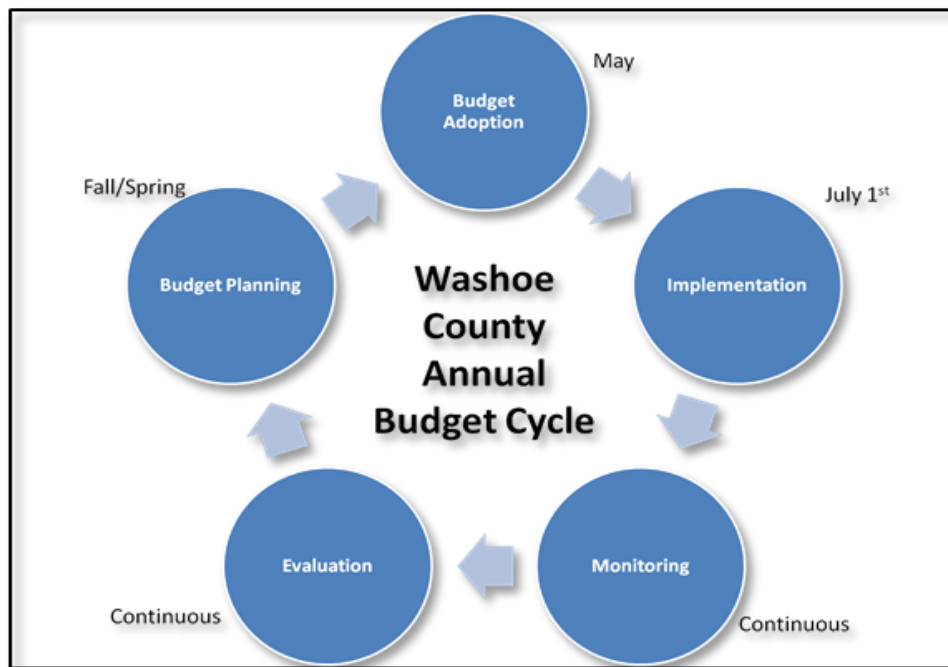 May
Budget
Adoption
Fall/Spring
July 1st
Budget Planning
Implementation
Washoe
County
Annual
Budget Cycle
Evaluation
Monitoring
Continuous
Continuous